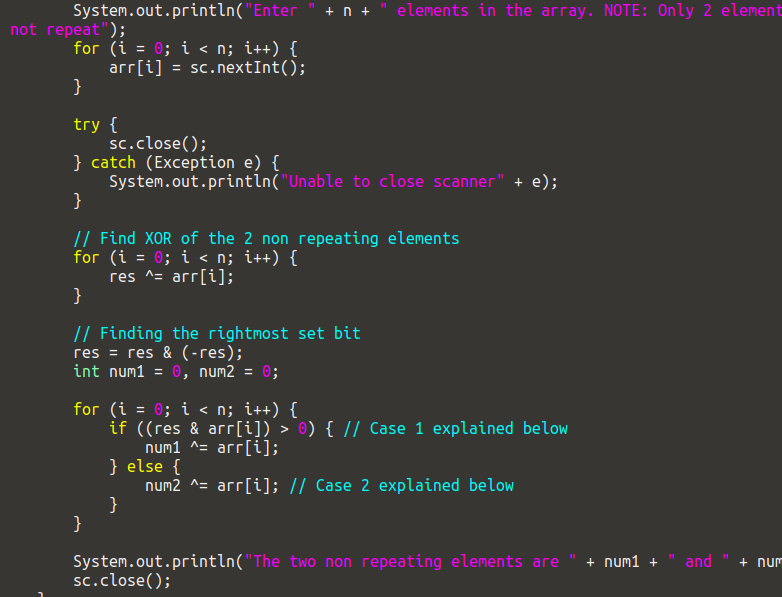 System.out.println("Enter " + n + " elements in the array. NOTE: Only 2 element
not repeat");
for (i = 0; i < n; i++) {
arr[i] = sc.nextInt();
}
try {
sc.close();
} catch (Exception e) {
System.out.println("Unable to close scanner" + e);
}
// Find XOR of the 2 non repeating elements
for (i = 0; i < n; i++) {
res ^= arr[i];
}
// Finding the rightmost set bit
res = res & (-res);
int num1 = 0, num2 = 0;
for (i = 0; i < n; i++) {
if ((res & arr[i]) > 0) { // Case 1 explained below
num1 ^= arr[i];
} else {
num2 ^= arr[i]; // Case 2 explained below
}
}
System.out.println("The two non repeating elements are " + num1 + " and " + num
sc.close();
}